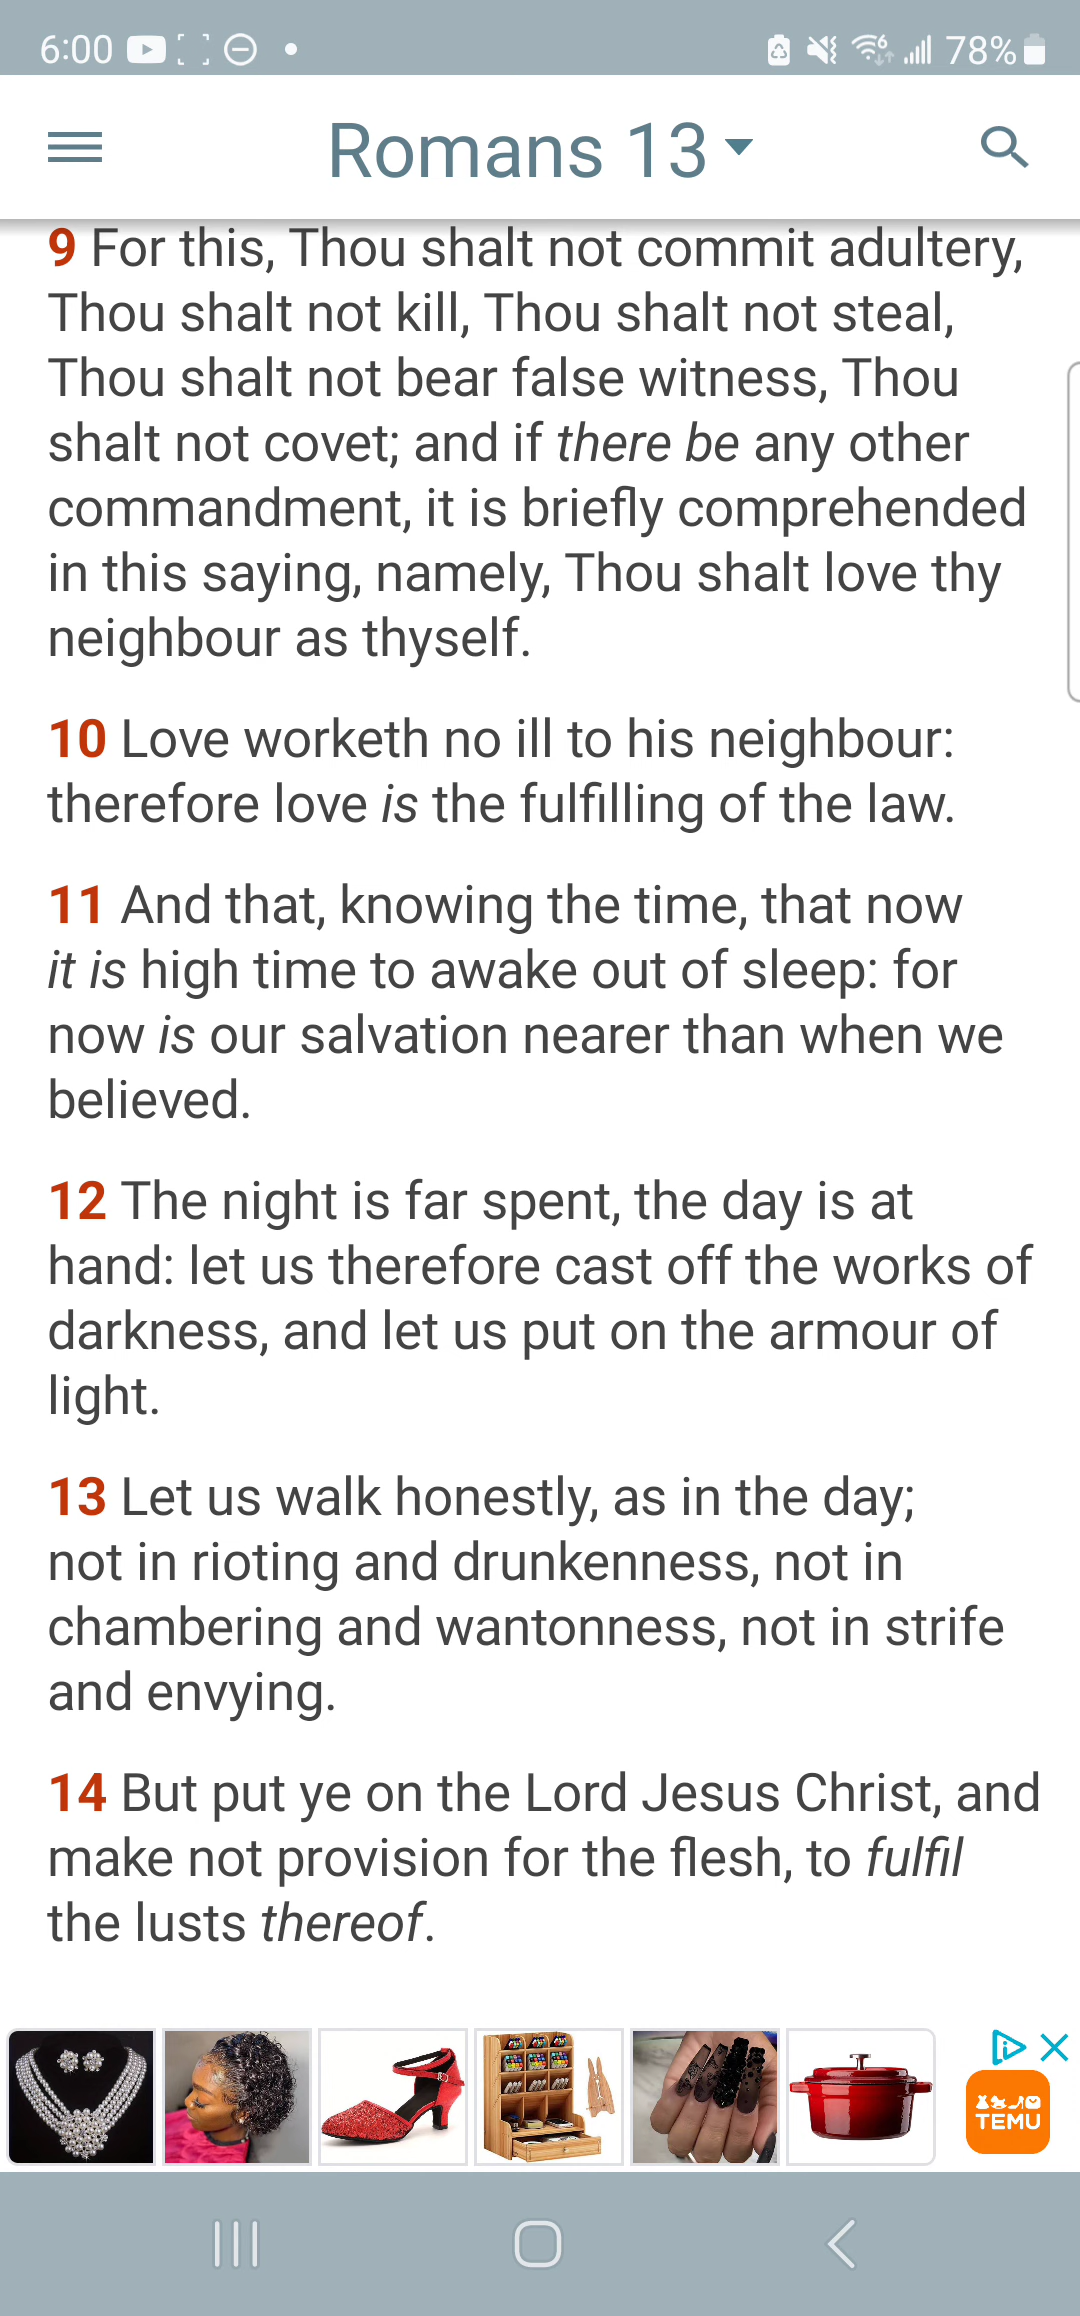 6:00
78%
Romans 13
9 For this, Thou shalt not commit adultery,
Thou shalt not kill, Thou shalt not steal,
Thou shalt not bear false witness, Thou
shalt not covet; and if there be any other
commandment, it is briefly comprehended
in this saying, namely, Thou shalt love thy
neighbour as thyself.
10 Love worketh no ill to his neighbour:
therefore love is the fulfilling of the law.
11 And that, knowing the time, that now
it is high time to awake out of sleep: for
now is our salvation nearer than when we
believed.
12 The night is far spent, the day is at
hand: let us therefore cast off the works of
darkness, and let us put on the armour of
light.
13 Let us walk honestly, as in the day;
not in rioting and drunkenness, not in
chambering and wantonness, not in strife
and envying.
14 But put ye on the Lord Jesus Christ, and
make not provision for the flesh, to fulfil
the lusts thereof.
TEMU